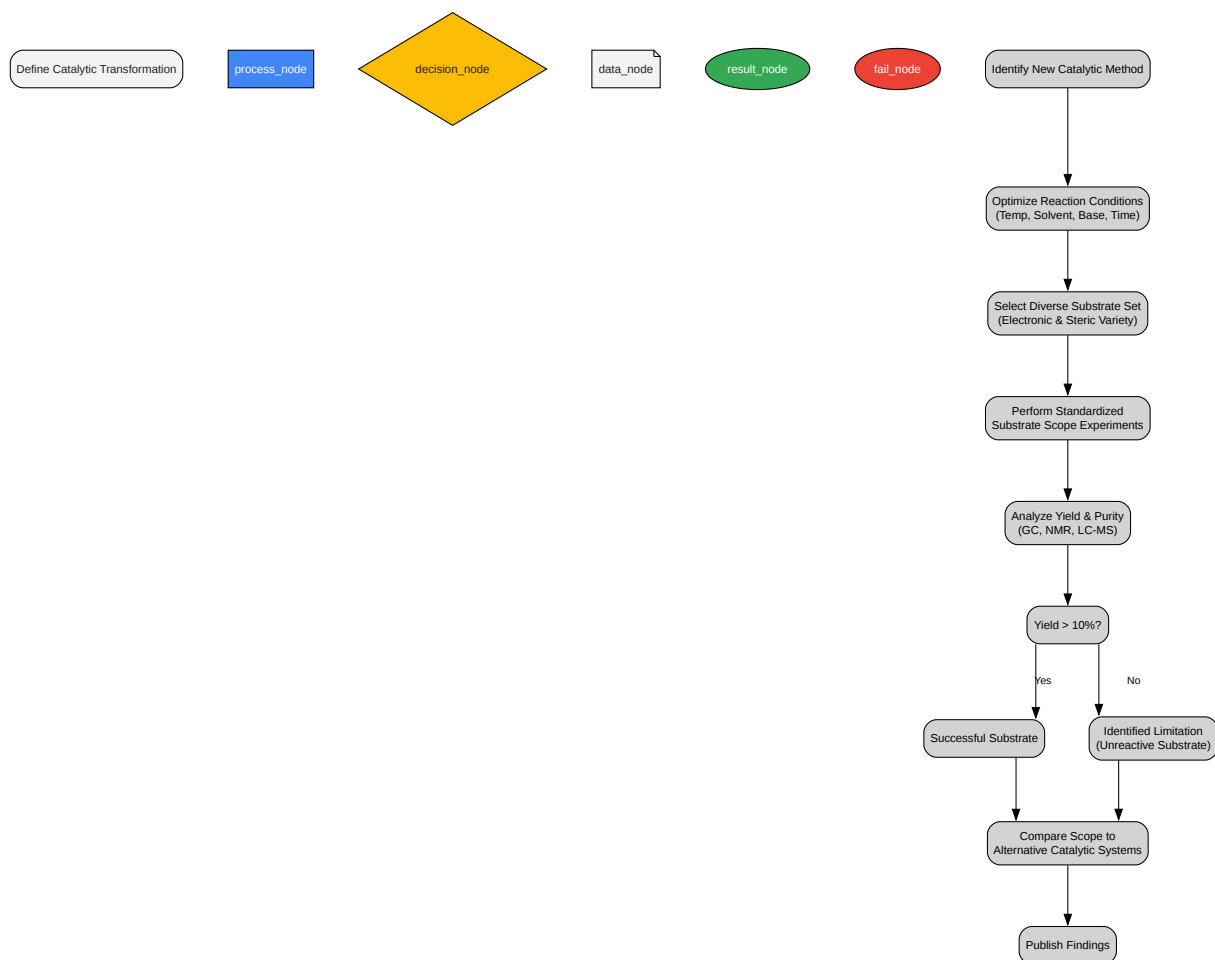 Define Catalytic Transformation
process_node
decision_node
data_node
result_node
fail_node
Identify New Catalytic Method
Optimize Reaction Conditions
(Temp, Solvent, Base, Time)
Select Diverse Substrate Set
(Electronic & Steric Variety)
Perform Standardized
Substrate Scope Experiments
Analyze Yield & Purity
(GC, NMR, LC-MS)
Yield > 10%?
Yes
No
Successful Substrate
Identified Limitation
(Unreactive Substrate)
Compare Scope to
Alternative Catalytic Systems
Publish Findings